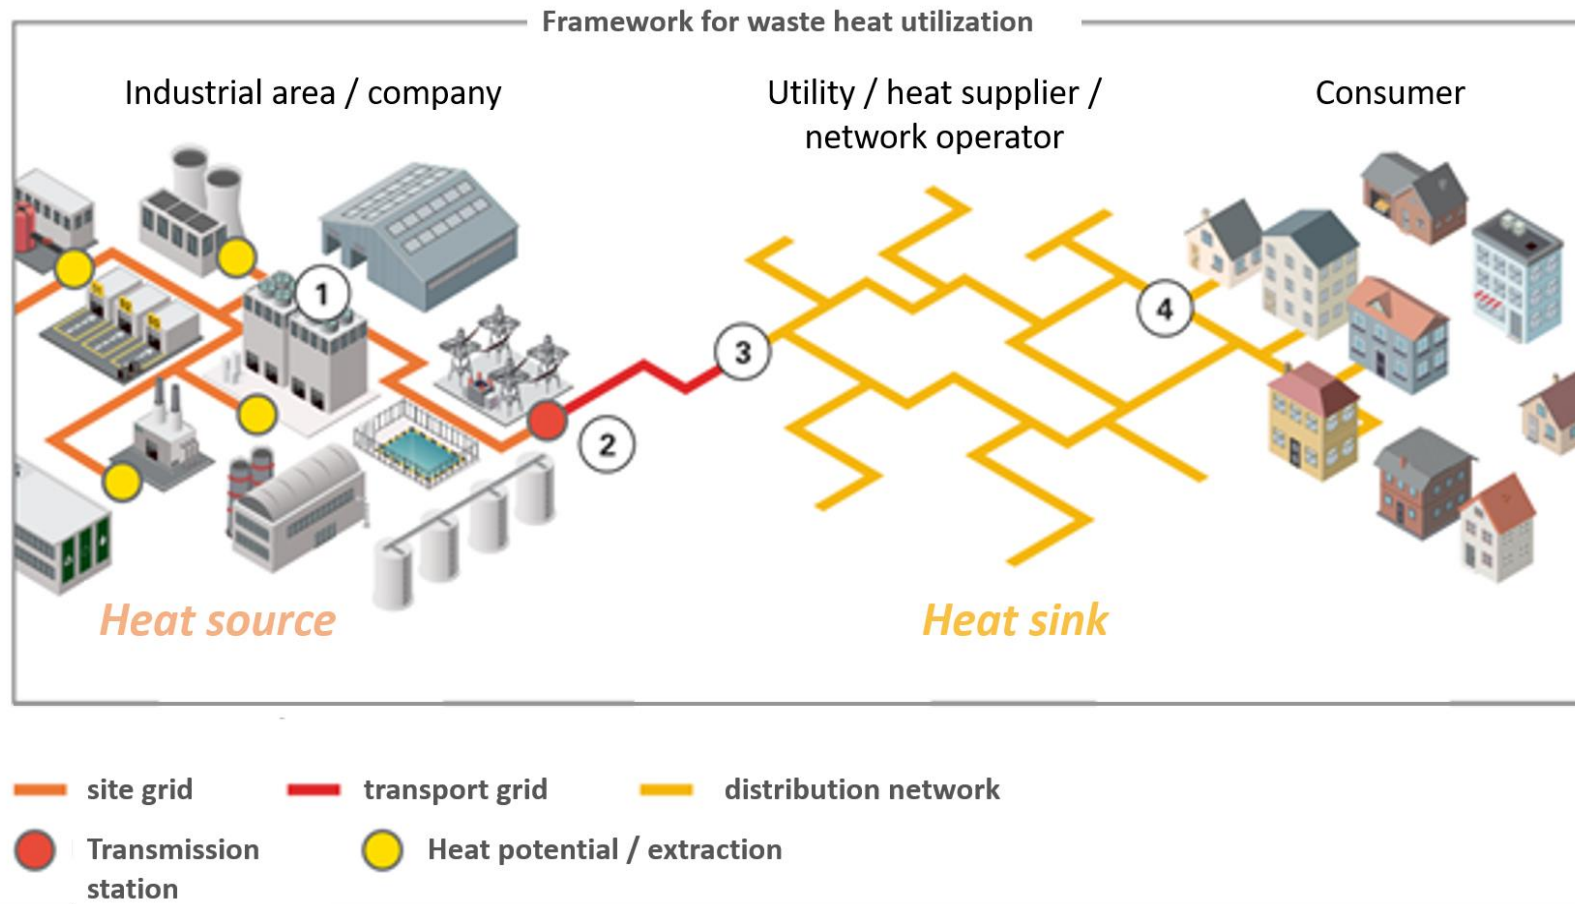 Framework for waste heat utilization
Industrial area / company
Utility / heat supplier /
network operator
Consumer
1
2
3
4
Heat source
Heat sink
site grid
transport grid
distribution network
Transmission
station
Heat potential / extraction